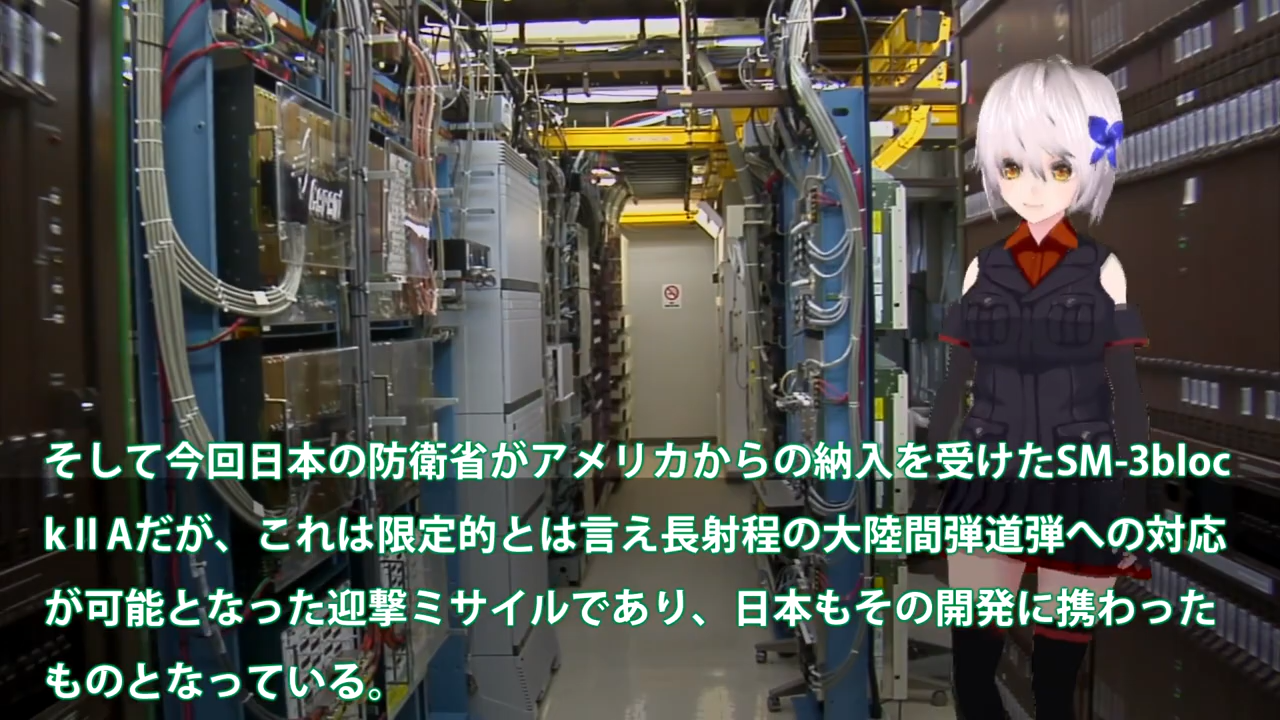 そして今回日本の防衛省がアメリカからの納入を受けたSM-3bloc
kⅡAだが、これは限定的とは言え長射程の大陸間弾道弾への対応
が可能となった迎撃ミサイルであり、日本もその開発に携わった
ものとなっている。